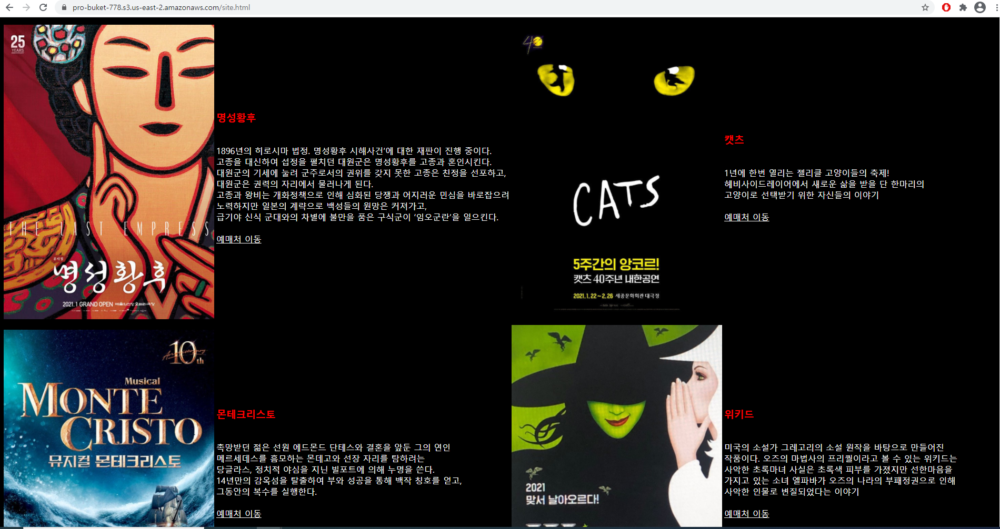 pro-buket-778.s3.us-east-2.amazonaws.com/site.html
25
YEARS
ANNIVERSARY
THE LAST EMPRESS
뮤지컬
명성황후
2021.1 GRAND OPEN 예술의전당 오페라극장
명성황후
1896년의 히로시마 법정. 명성황후 시해사건‘에 대한 재판이 진행 중이다.
고종을 대신하여 섭정을 펼치던 대원군은 명성황후를 고종과 혼인시킨다.
대원군의 기세에 눌려 군주로서의 권위를 갖지 못한 고종은 친정을 선포하고,
대원군은 권력의 자리에서 물러나게 된다.
고종과 왕비는 개화정책으로 인해 심화된 당쟁과 어지러운 민심을 바로잡으려
노력하지만 일본의 계략으로 백성들의 원망은 커져가고,
급기야 신식 군대와의 차별에 불만을 품은 구식군이 ‘임오군란’을 일으킨다.
예매처 이동
40
CATS
5주간의 앙코르!
캣츠 40주년 내한공연
2021.1.22~2.26 세종문화회관 대극장
캣츠
1년에 한번 열리는 젤리클 고양이들의 축제!
헤비사이드레이어에서 새로운 삶을 받을 단 한마리의
고양이로 선택받기 위한 자신들의 이야기
예매처 이동
10th
Anniversary
Musical
MONTE
CRISTO
뮤지컬 몬테크리스토
몬테크리스토
촉망받던 젊은 선원 에드몬드 단테스와 결혼을 앞둔 그의 연인
메르세데스를 흠모하는 몬데고와 선장 자리를 탐하려는
당글라스, 정치적 야심을 지닌 빌포트에 의해 누명을 쓴다.
14년만의 감옥섬을 탈출하여 부와 성공을 통해 백작 칭호를 얻고,
그동안의 복수를 실행한다.
예매처 이동
2021
맞서 날아오르다!
위키드
미국의 소설가 그레고리의 소설 원작을 바탕으로 만들어진
작품이다. 오즈의 마법사의 프리퀄이라고 볼 수 있는 위키드는
사악한 초록마녀 사실은 초록색 피부를 가졌지만 선한마음을
가지고 있는 소녀 엘파바가 오즈의 나라의 부패정권으로 인해
사악한 인물로 변질되었다는 이야기
예매처 이동